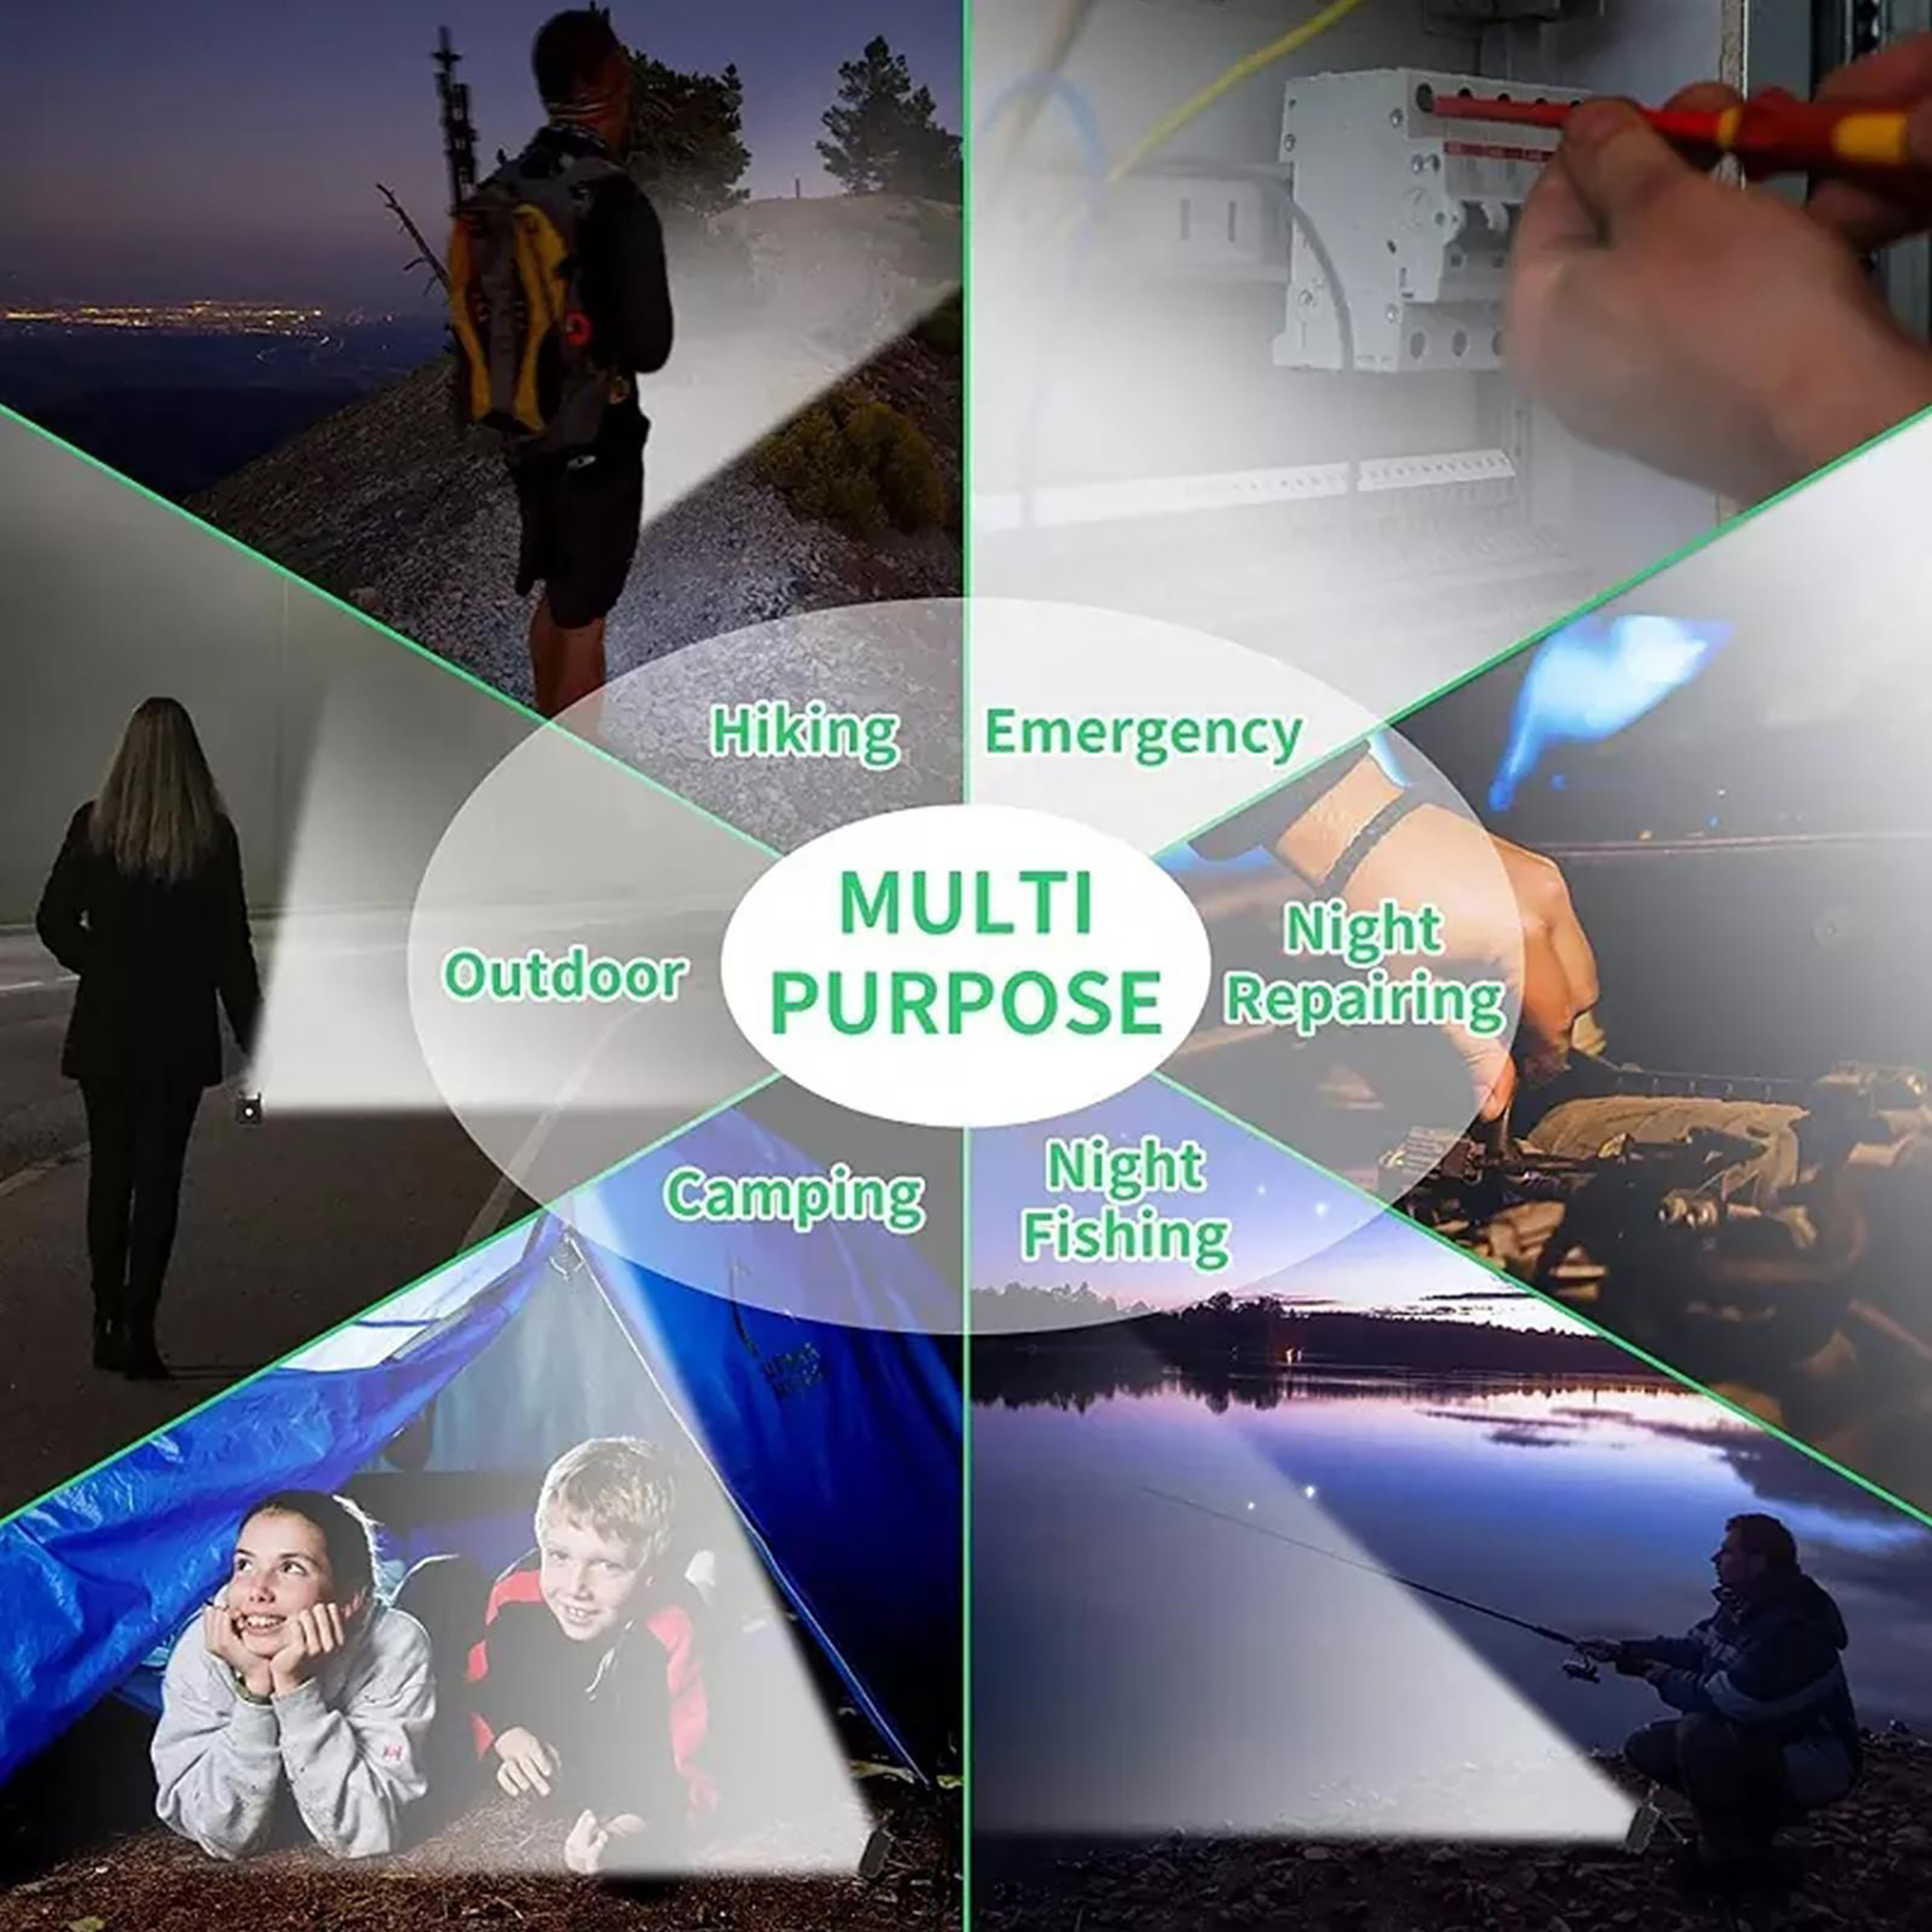 Hiking
Emergency
Outdoor
MULTI
PURPOSE
Night
Repairing
Camping
Night
Fishing